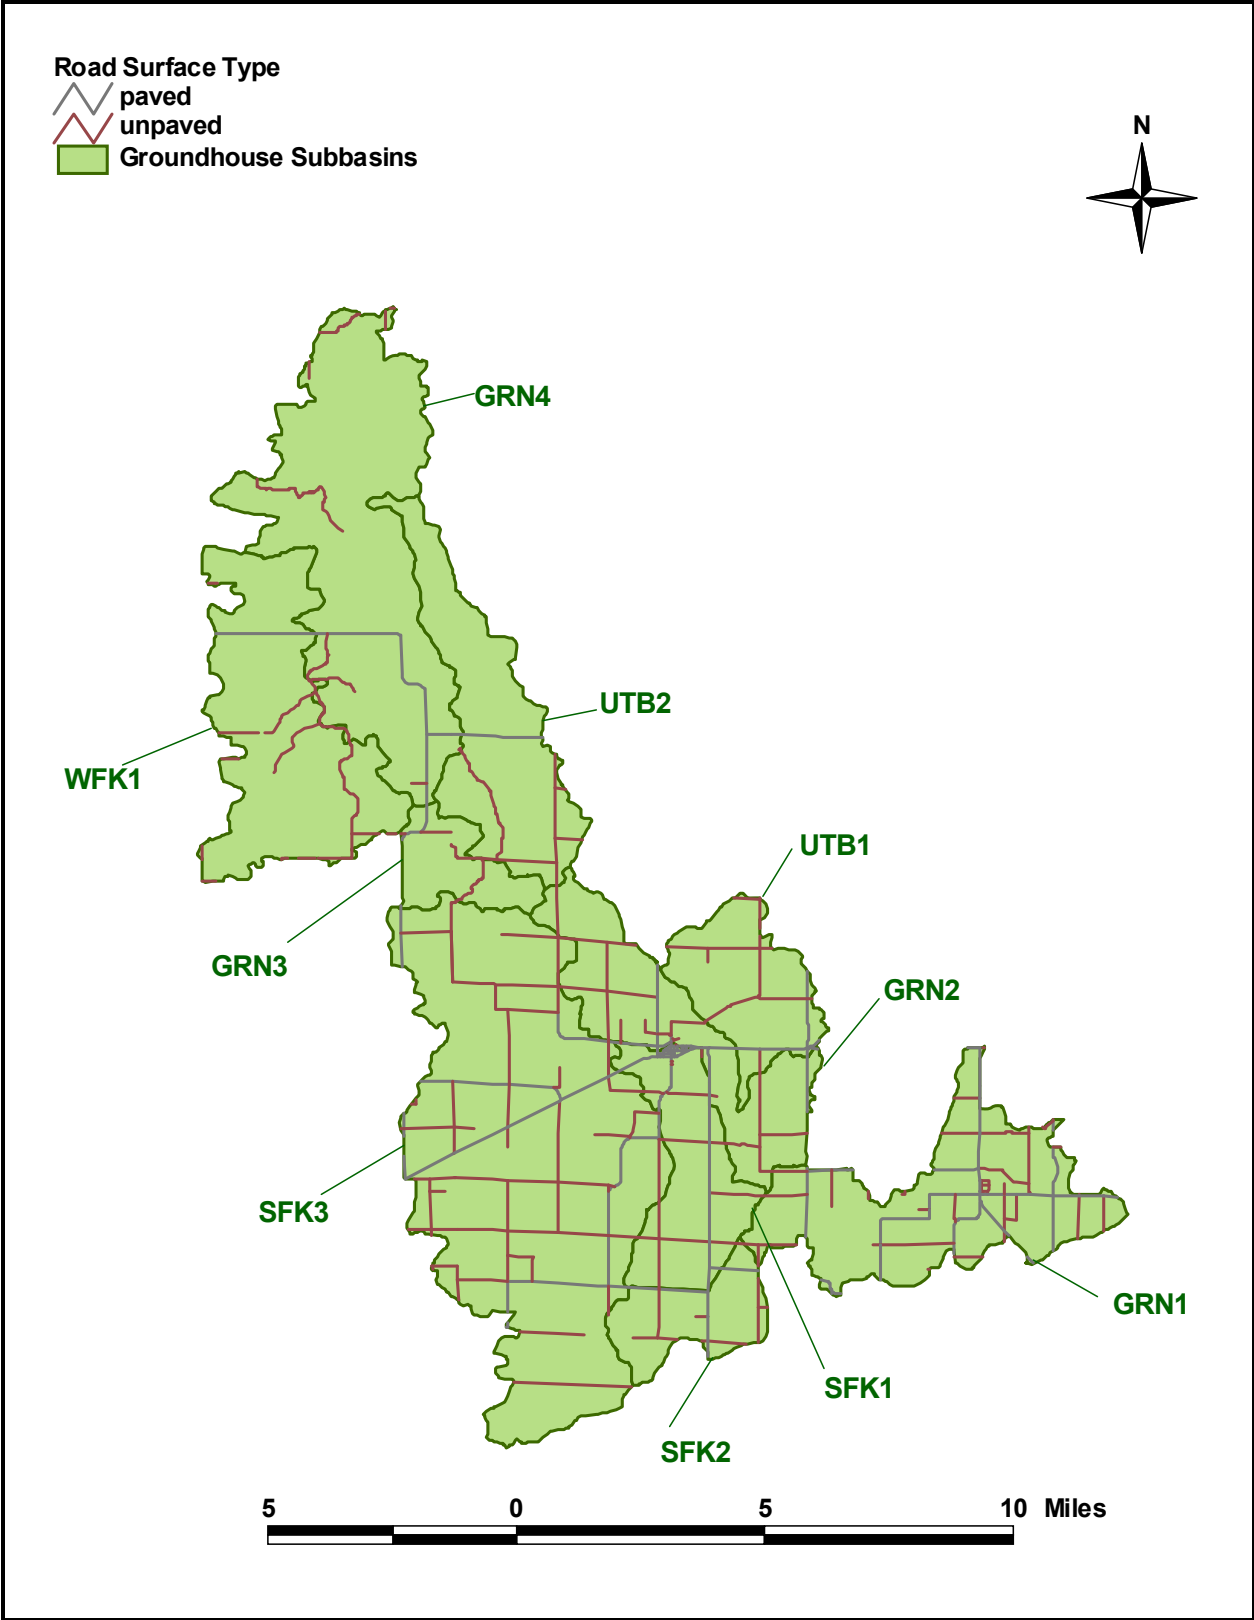 Road Surface Type
paved
unpaved
Groundhouse Subbasins
N
GRN4
UTB2
WFK1
UTB1
GRN3
GRN2
SFK3
GRN1
SFK1
SFK2
5 0 5 10 Miles